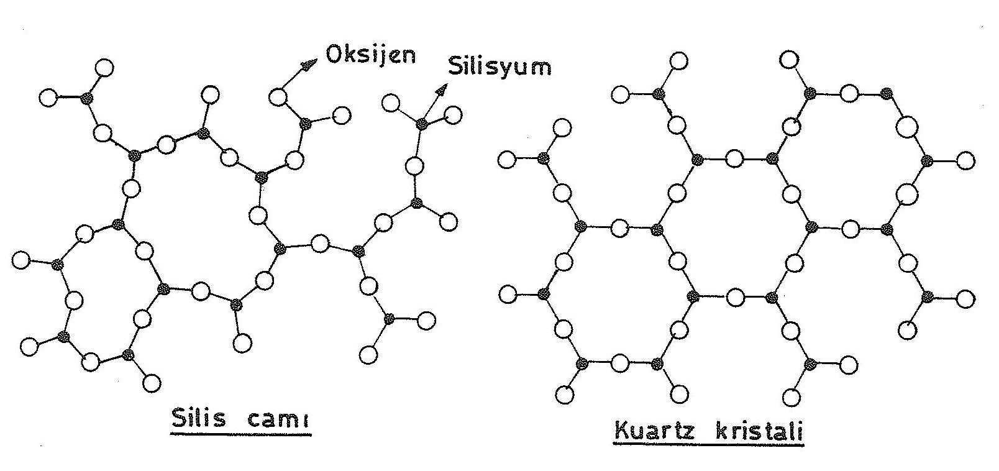 Oksijen
Silisyum
Silis camı
Kuartz kristali